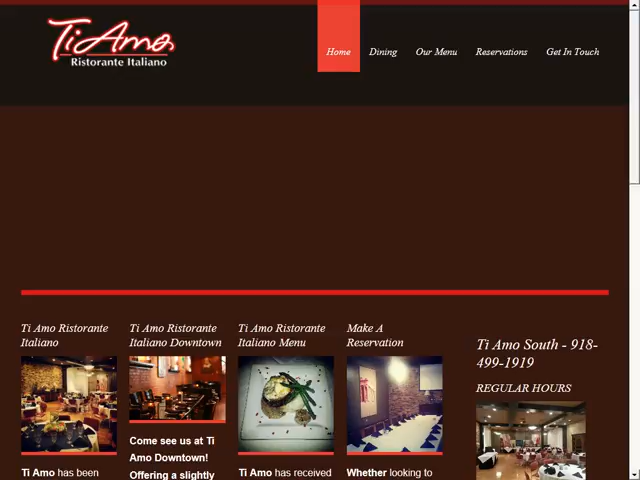 Ti Amo
Ristorante Italiano
Home
Dining
Our Menu
Reservations
Get In Touch
Ti Amo Ristorante
Italiano
Ti Amo has been
Ti Amo Ristorante
Italiano Downtown
Come see us at Ti
Amo Downtown!
Offering a slightly
Ti Amo Ristorante
Italiano Menu
Ti Amo has received
Make A
Reservation
Whether looking to
Ti Amo South - 918-
499-1919
REGULAR HOURS